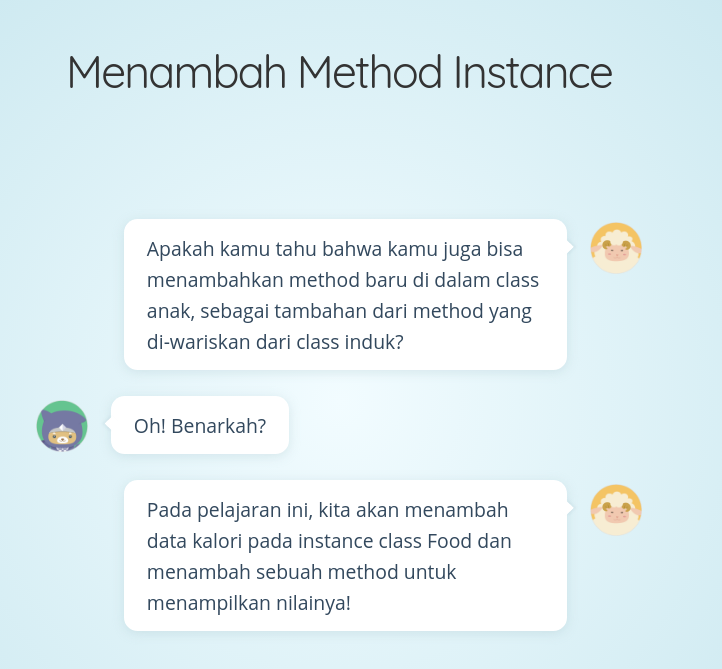 Menambah Method Instance
Apakah kamu tahu bahwa kamu juga bisa
menambahkan method baru di dalam class
anak, sebagai tambahan dari method yang
di-wariskan dari class induk?
Oh! Benarkah?
Pada pelajaran ini, kita akan menambah
data kalori pada instance class Food dan
menambah sebuah method untuk
menampilkan nilainya!